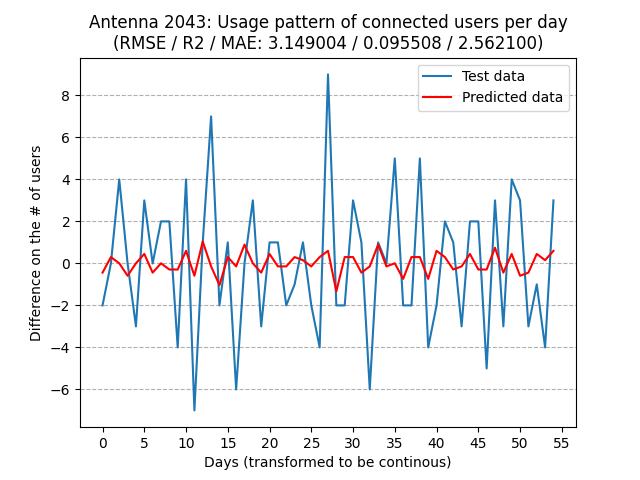 Antenna 2043: Usage pattern of connected users per day
(RMSE / R2 / MAE: 3.149004 / 0.095508 / 2.562100)
Test data
Predicted data
8
6
4
2
0
−2
−4
−6
Difference on the # of users
0 5 10 15 20 25 30 35 40 45 50 55
Days (transformed to be continous)